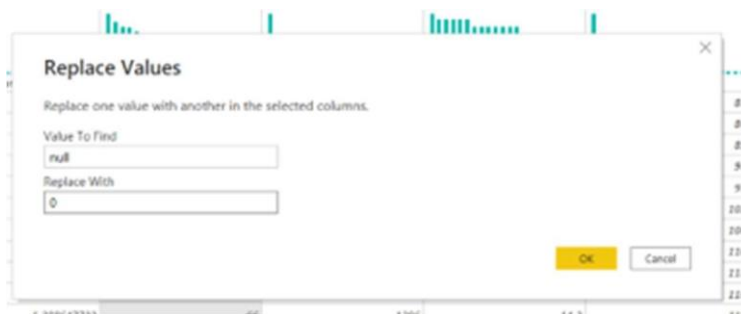 Replace Values
Replace one value with another in the selected columns.
Value To Find
null
Replace With
0
OK
Cancel